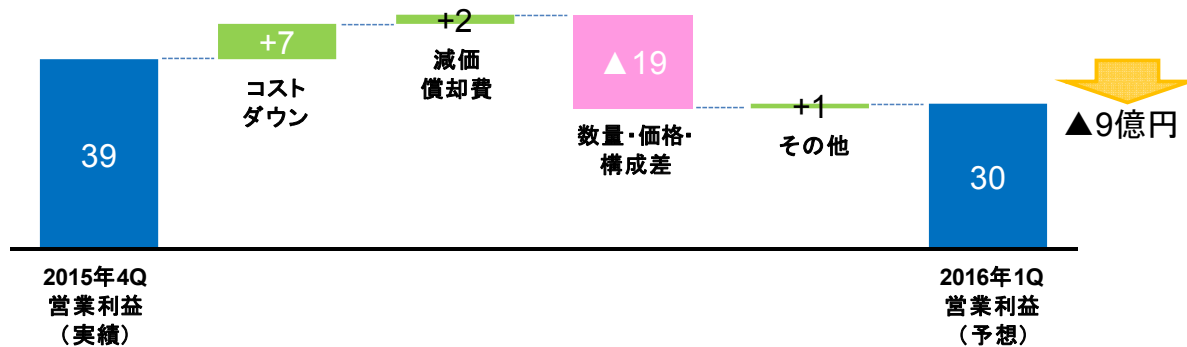 +7
+2
▲19
+1
39
30
コスト
ダウン
減価
償却費
数量・価格・
構成差
その他
▲9億円
2015年4Q
営業利益
（実績）
2016年1Q
営業利益
（予想）